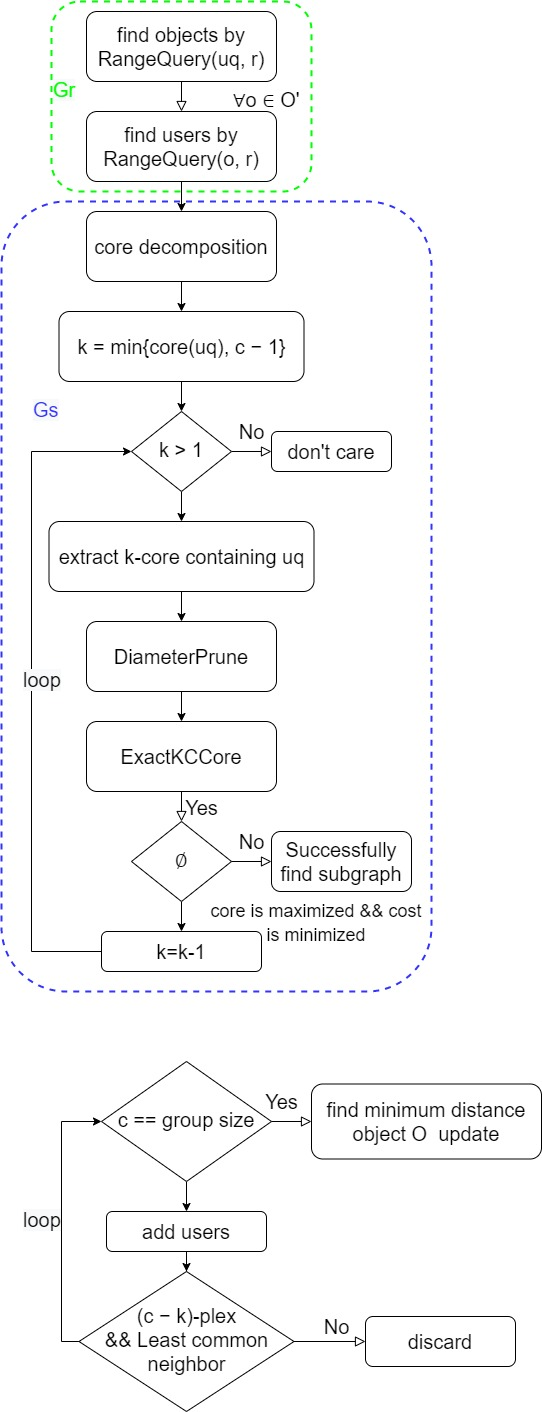 find objects by
RangeQuery(uq, r)
Gr
∀o ∈ O'
find users by
RangeQuery(o, r)
core decomposition
k = min{core(uq), c − 1}
Gs
k > 1
No
don't care
extract k-core containing uq
DiameterPrune
loop
ExactKCCore
Yes
∅
No
Successfully
find subgraph
core is maximized && cost
is minimized
k=k-1
c == group size
Yes
find minimum distance
object O  update
loop
add users
(c − k)-plex
&& Least common
neighbor
No
discard